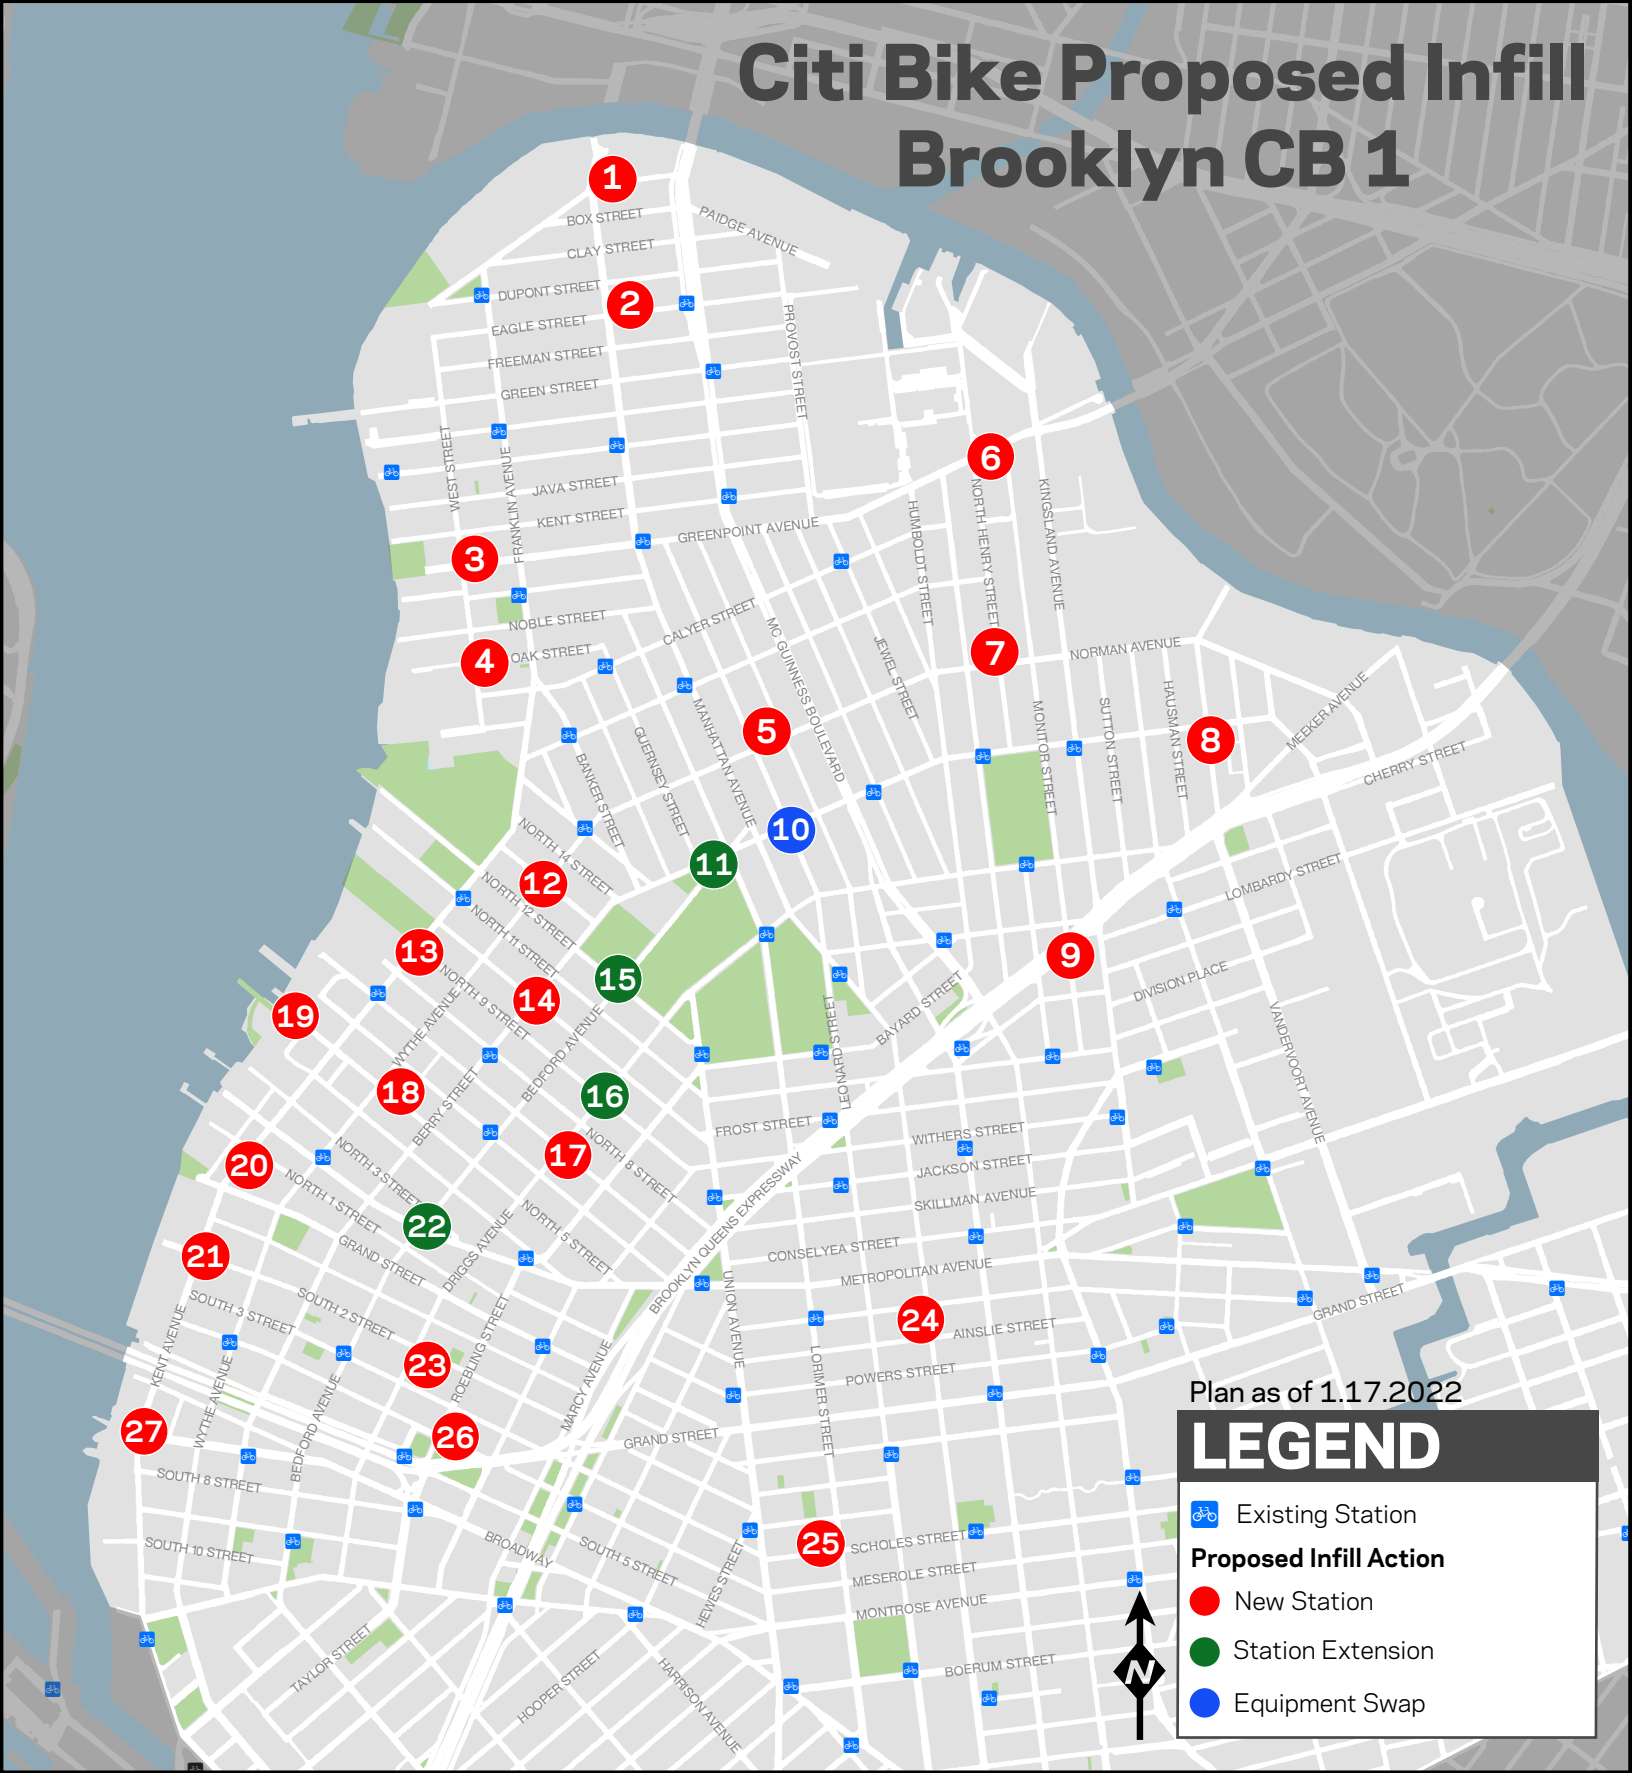 Citi Bike Proposed Infill
Brooklyn CB 1
1
BOX STREET
PAIDGE AVENUE
CLAY STREET
DUPONT STREET
2
EAGLE STREET
PROVOST STREET
FREEMAN STREET
GREEN STREET
WEST STREET
FRANKLIN AVENUE
6
JAVA STREET
KENT STREET
GREENPOINT AVENUE
HUMBOLDT STREET
NORTH HENRY STREET
KINGSLAND AVENUE
3
NOBLE STREET
CALYER STREET
MC GUINNESS BOULEVARD
JEWEL STREET
4
OAK STREET
7
NORMAN AVENUE
MANHATTAN AVENUE
5
GUERNSEY STREET
BANKER STREET
MONITOR STREET
SUTTON STREET
HAUSMAN STREET
8
MEEKER AVENUE
CHERRY STREET
10
NORTH 14 STREET
11
12
NORTH 12 STREET
LOMBARDY STREET
NORTH 11 STREET
13
9
15
NORTH 9 STREET
14
DIVISION PLACE
19
WYTHE AVENUE
BEDFORD AVENUE
LEONARD STREET
BAYARD STREET
VANDERVOORT AVENUE
18
BERRY STREET
16
FROST STREET
WITHERS STREET
17
NORTH 8 STREET
JACKSON STREET
20
NORTH 3 STREET
NORTH 1 STREET
SKILLMAN AVENUE
22
DRIGGS AVENUE
NORTH 5 STREET
BROOKLYN QUEENS EXPRESSWAY
21
GRAND STREET
CONSELYEA STREET
METROPOLITAN AVENUE
SOUTH 3 STREET
SOUTH 2 STREET
UNION AVENUE
24
AINSLIE STREET
GRAND STREET
KENT AVENUE
WYTHE AVENUE
BEDFORD AVENUE
23
ROEBLING STREET
MARCY AVENUE
LORIMER STREET
POWERS STREET
27
26
GRAND STREET
SOUTH 8 STREET
SOUTH 10 STREET
BROADWAY
SOUTH 5 STREET
HEWES STREET
25
SCHOLES STREET
MESEROLE STREET
MONTROSE AVENUE
TAYLOR STREET
HOOPER STREET
HARRISON AVENUE
BOERUM STREET
Plan as of 1.17.2022
LEGEND
Existing Station
Proposed Infill Action
New Station
Station Extension
Equipment Swap
N